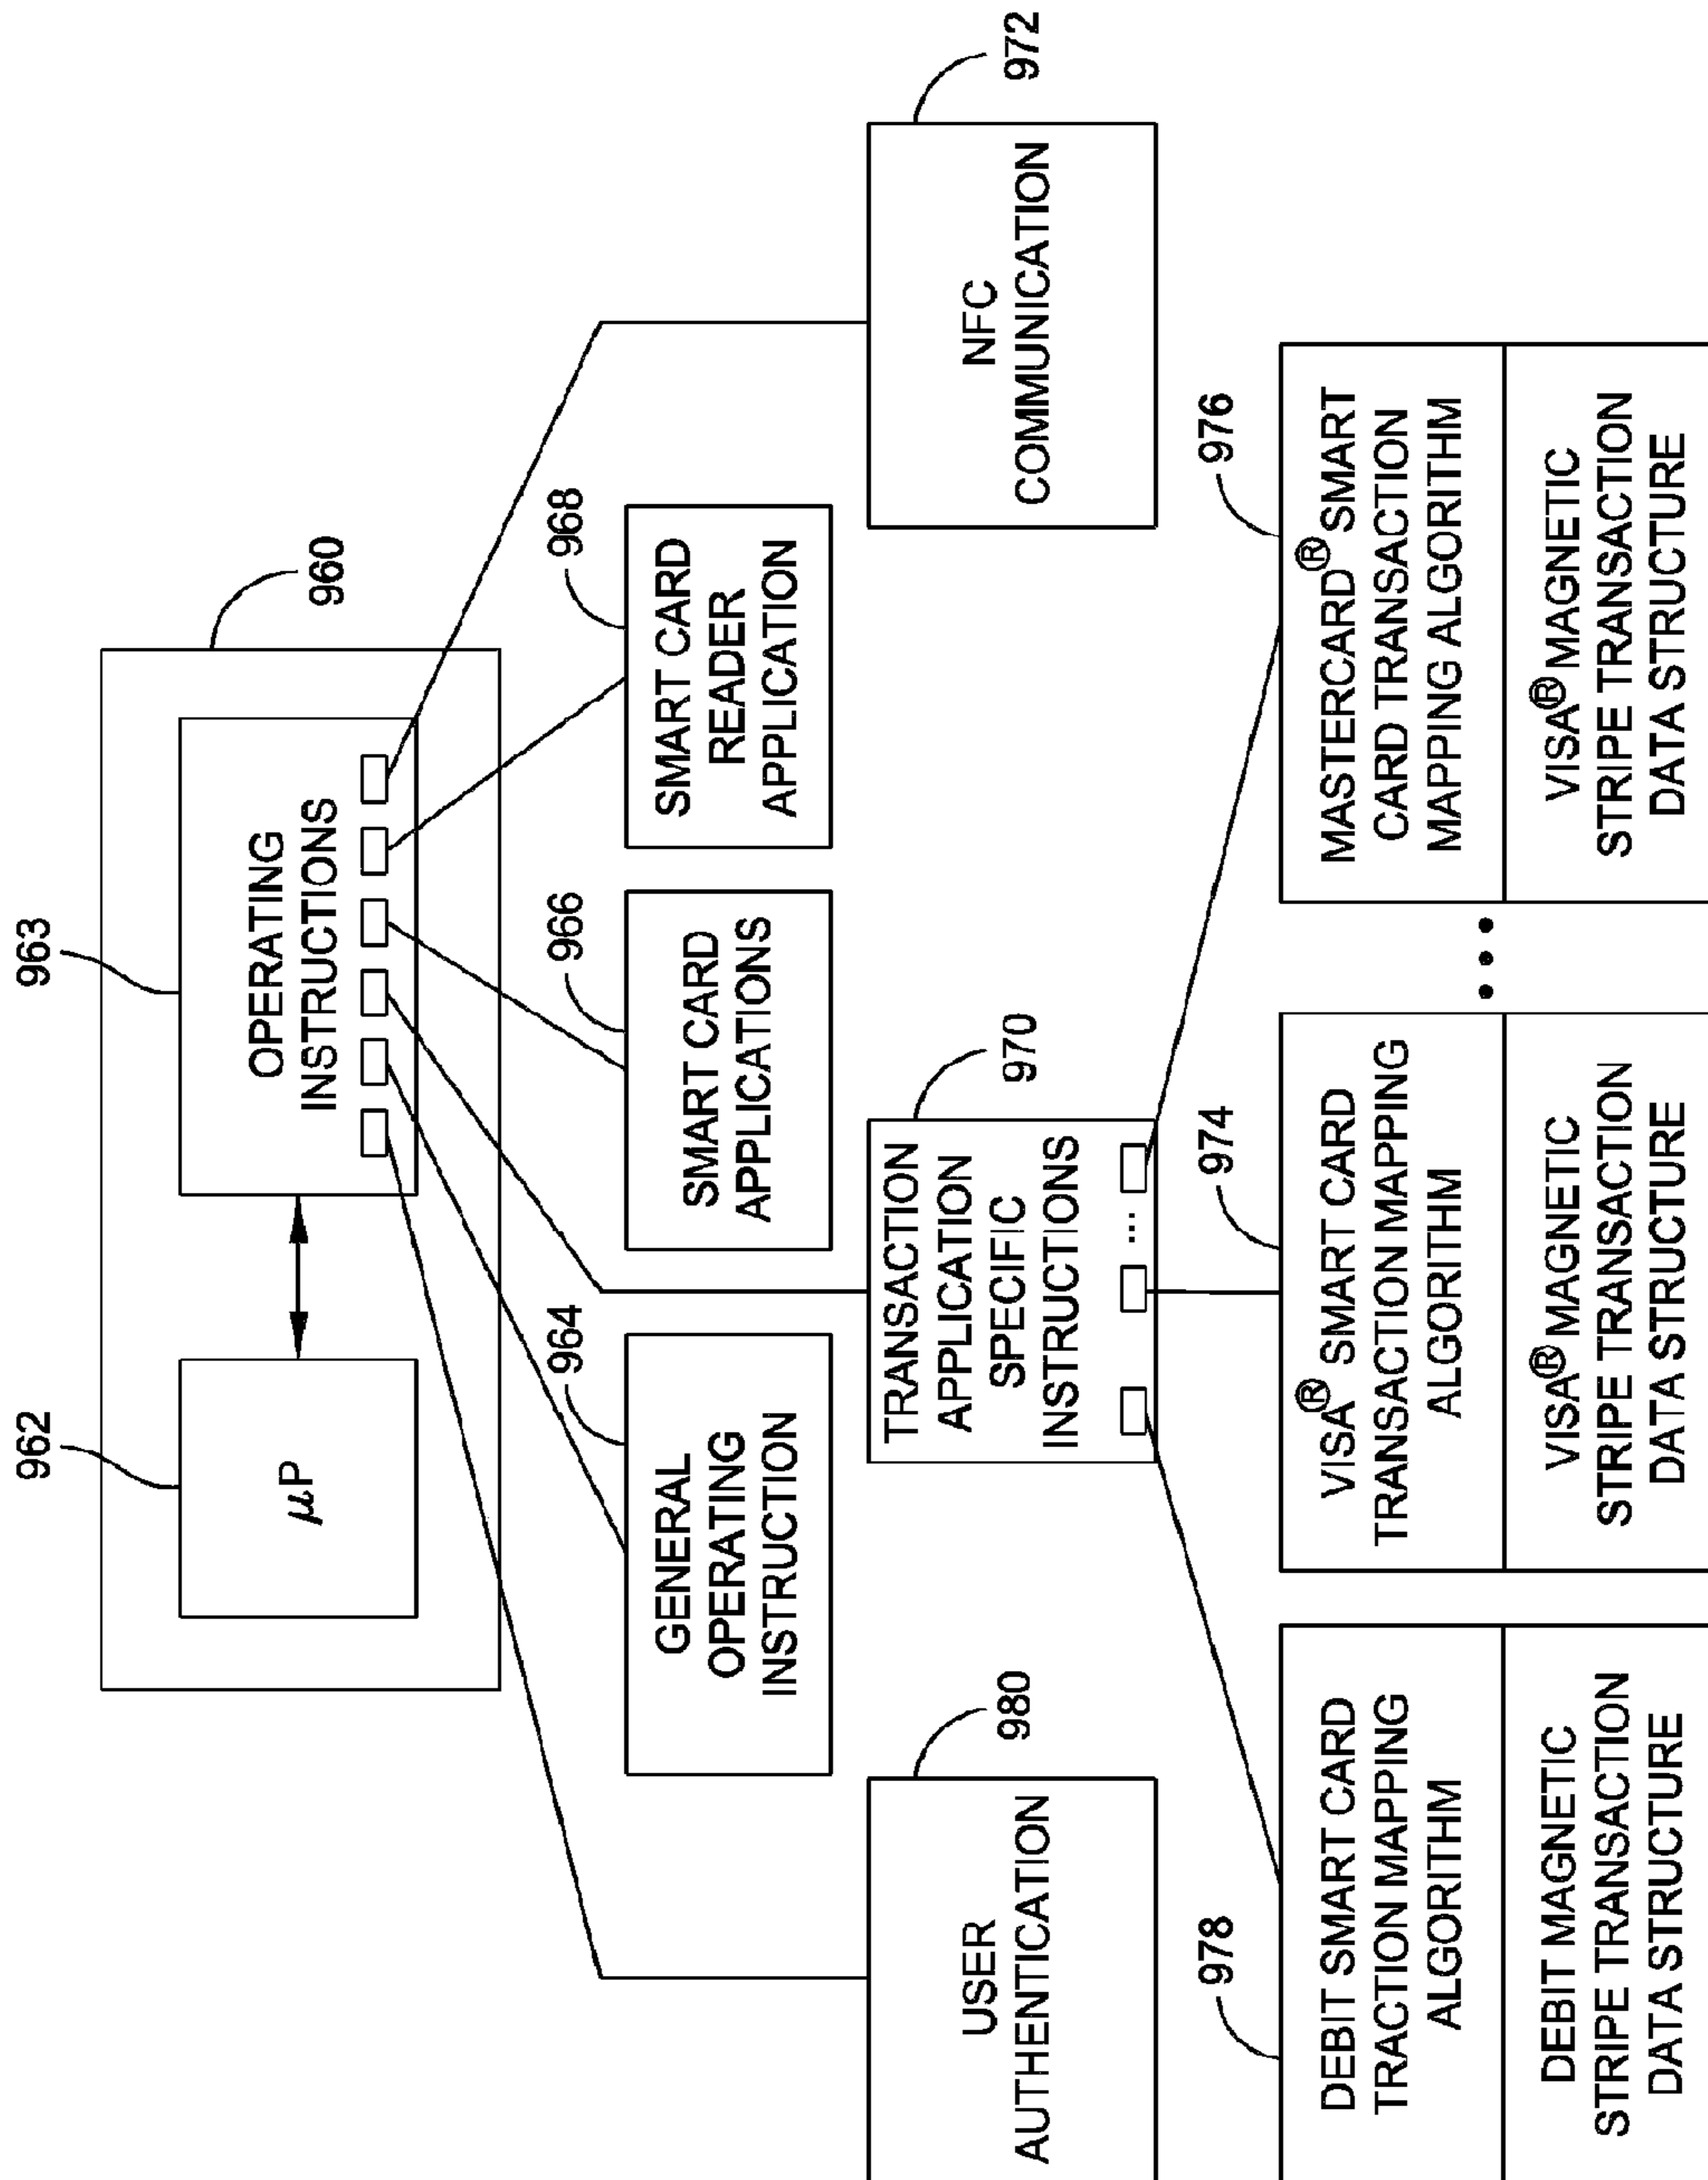 963
962
960
µP
OPERATING
INSTRUCTIONS
964
966
968
GENERAL
OPERATING
INSTRUCTION
SMART CARD
APPLICATIONS
SMART CARD
READER
APPLICATION
980
970
972
USER
AUTHENTICATION
TRANSACTION
APPLICATION
SPECIFIC
INSTRUCTIONS
...
NFC
COMMUNICATION
978
974
976
DEBIT SMART CARD
TRACTION MAPPING
ALGORITHM
DEBIT MAGNETIC
STRIPE TRANSACTION
DATA STRUCTURE
VISA® SMART CARD
TRANSACTION MAPPING
ALGORITHM
VISA® MAGNETIC
STRIPE TRANSACTION
DATA STRUCTURE
...
MASTERCARD® SMART
CARD TRANSACTION
MAPPING ALGORITHM
VISA® MAGNETIC
STRIPE TRANSACTION
DATA STRUCTURE